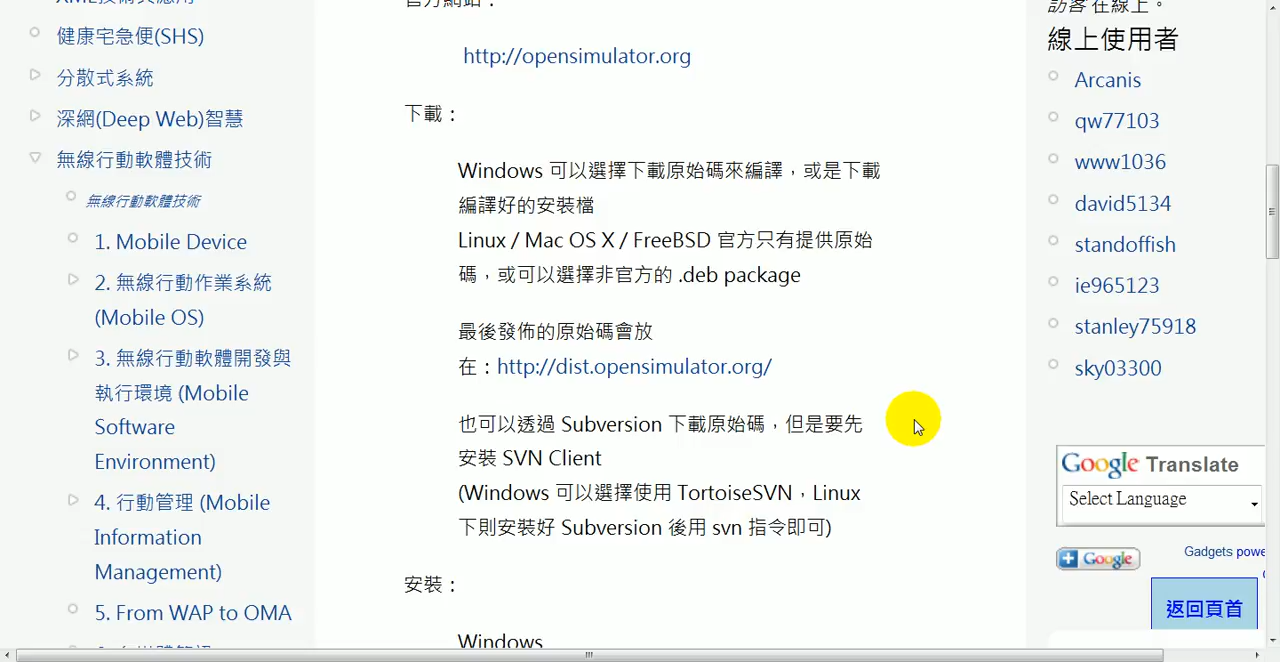 健康宅急便(SHS)
分散式系統
深網(Deep Web)智慧
無線行動軟體技術
無線行動軟體技術
1. Mobile Device
2. 無線行動作業系統
(Mobile OS)
3. 無線行動軟體開發與
執行環境 (Mobile
Software
Environment)
4. 行動管理 (Mobile
Information
Management)
5. From WAP to OMA
官方網站：
http://opensimulator.org
下載：
Windows 可以選擇下載原始碼來編譯，或是下載
編譯好的安裝檔
Linux / Mac OS X / FreeBSD 官方只有提供原始
碼，或可以選擇非官方的 .deb package
最後發佈的原始碼會放
在：http://dist.opensimulator.org/
也可以透過 Subversion 下載原始碼，但是要先
安裝 SVN Client
(Windows 可以選擇使用 TortoiseSVN，Linux
下則安裝好 Subversion 後用 svn 指令即可)
安裝：
Windows
訪客 在線上。
線上使用者
Arcanis
qw77103
www1036
david5134
standoffish
ie965123
stanley75918
sky03300
Google Translate
Select Language
Google
Gadgets powe
返回頁首